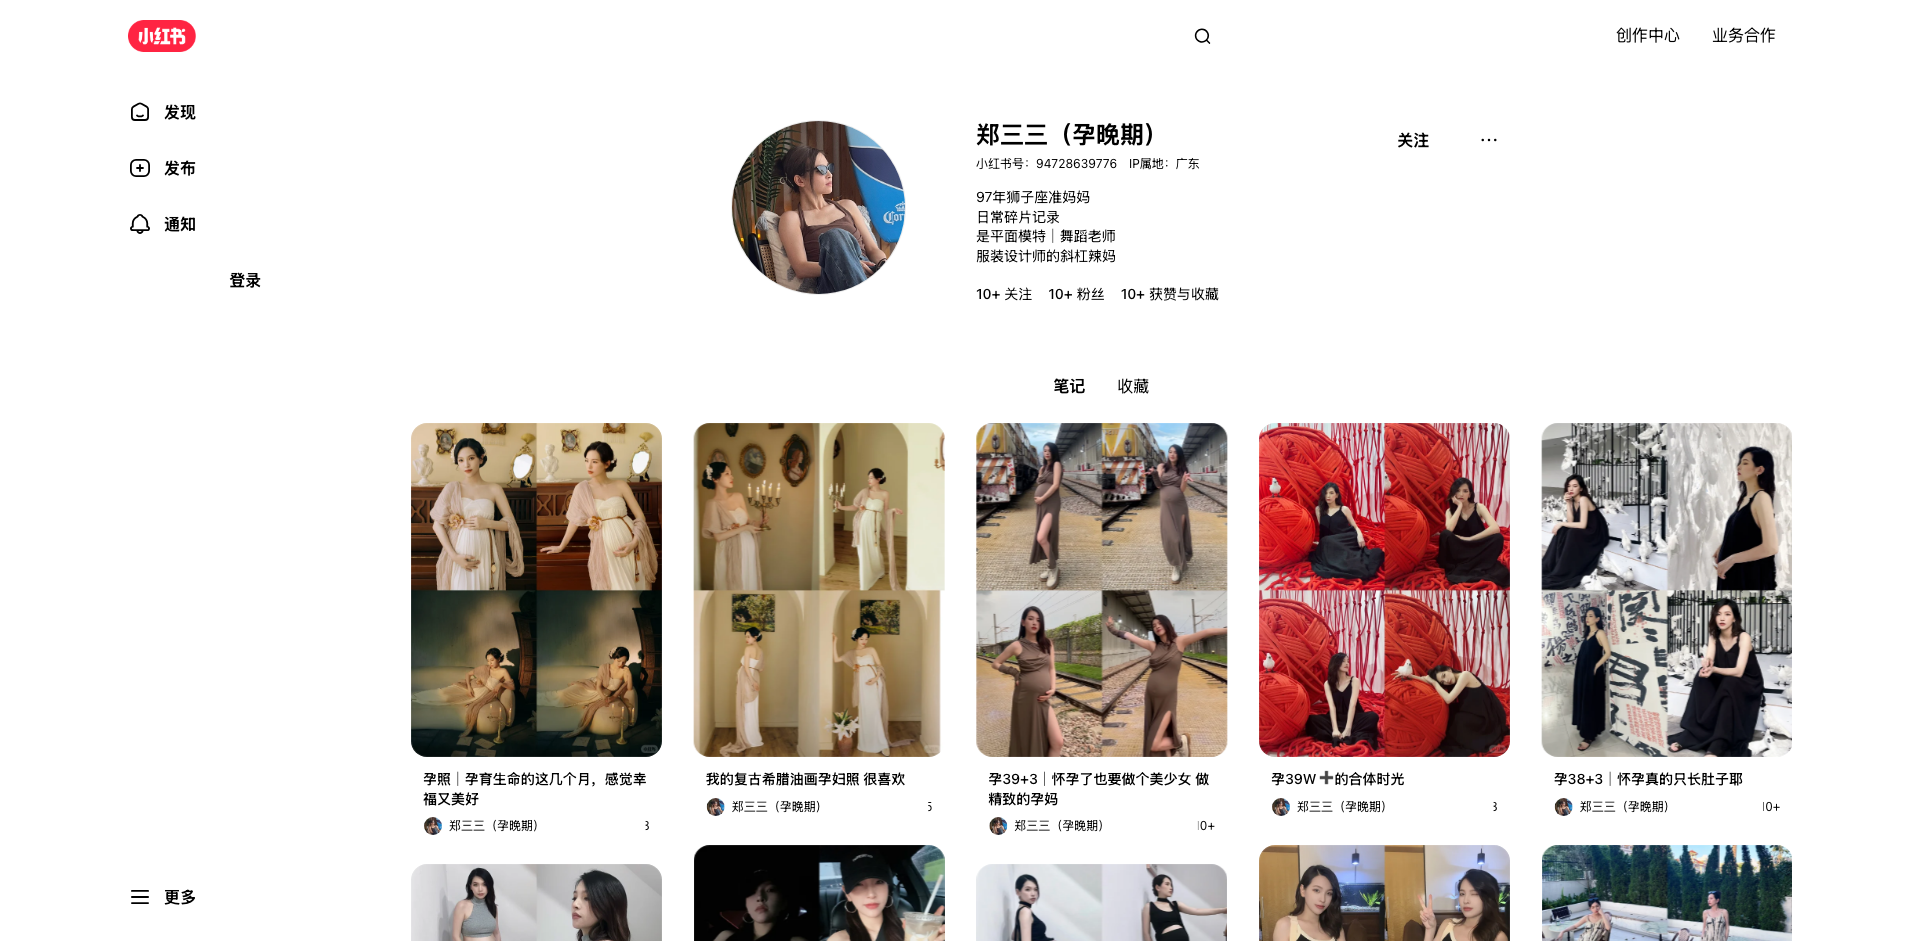 小红书
创作中心
业务合作
发现
发布
通知
登录
郑三三（孕晚期）
关注
小红书号：94728639776 IP属地：广东
97年狮子座准妈妈
日常碎片记录
是平面模特｜舞蹈老师
服装设计师的斜杠辣妈
10+ 关注 10+ 粉丝 10+ 获赞与收藏
笔记
收藏
孕照｜孕育生命的这几个月，感觉幸
福又美好
郑三三（孕晚期）
3
我的复古希腊油画孕妇照 很喜欢
郑三三（孕晚期）
5
孕39+3｜怀孕了也要做个美少女 做
精致的孕妈
郑三三（孕晚期）
10+
孕39W➕的合体时光
郑三三（孕晚期）
3
孕38+3｜怀孕真的只长肚子耶
郑三三（孕晚期）
10+
更多